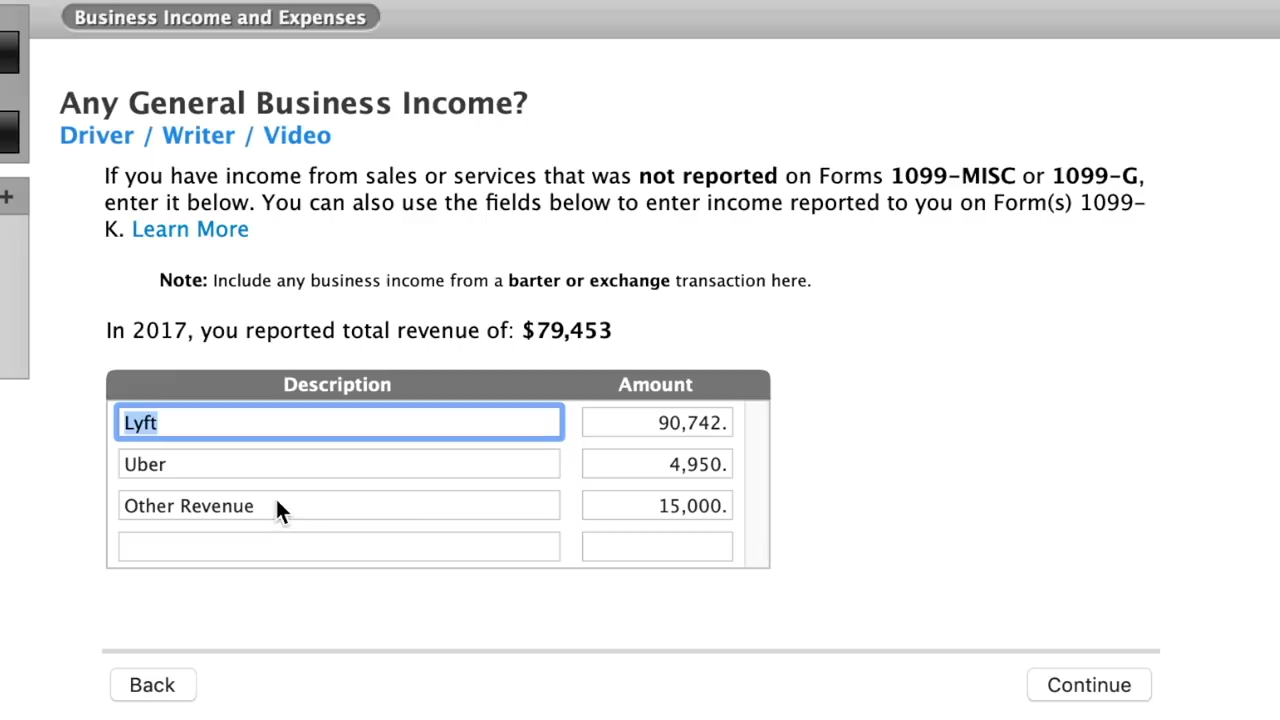 Business Income and Expenses
Any General Business Income?
Driver / Writer / Video
If you have income from sales or services that was not reported on Forms 1099-MISC or 1099-G,
enter it below. You can also use the fields below to enter income reported to you on Form(s) 1099-
K. Learn More
Note: Include any business income from a barter or exchange transaction here.
In 2017, you reported total revenue of: $79,453
Description Amount
Lyft 90,742.
Uber 4,950.
Other Revenue 15,000.
Back Continue